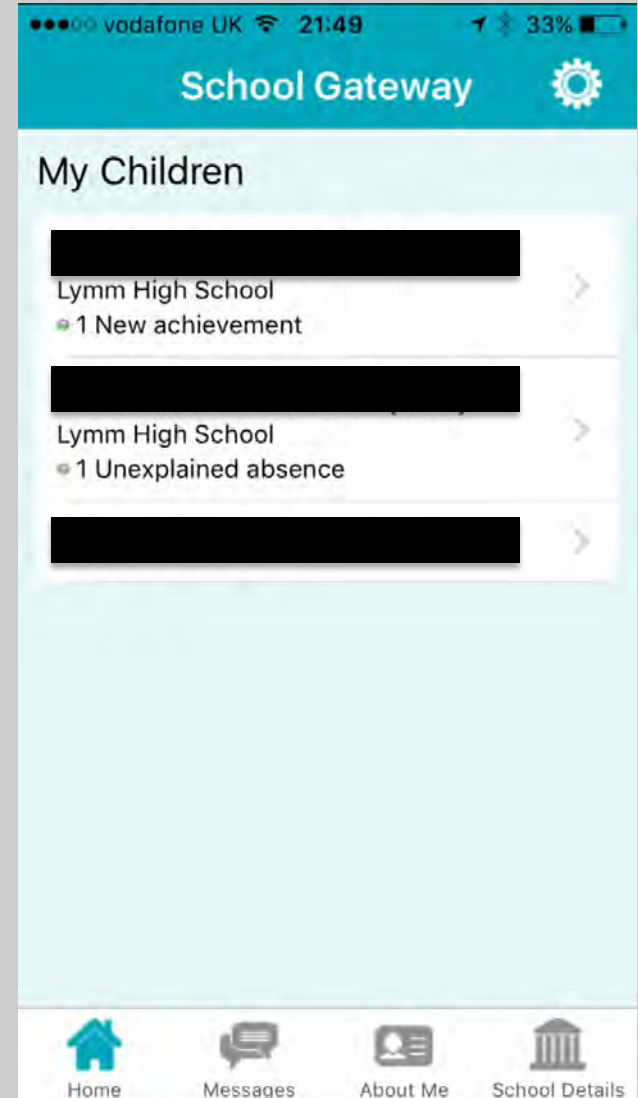 vodafone UK 21:49 33%
School Gateway
My Children
Lymm High School
1 New achievement
Lymm High School
1 Unexplained absence
Home Messages About Me School Details